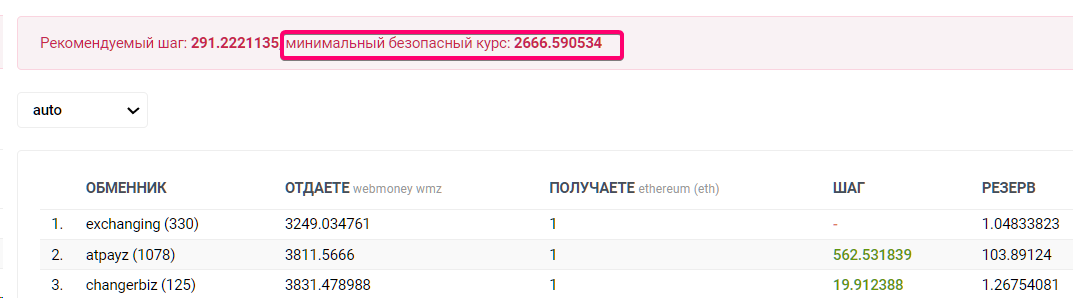 Рекомендуемый шаг: 291.2221135, минимальный безопасный курс: 2666.590534
auto
ОБМЕННИК ОТДАЕТЕ webmoney wmz ПОЛУЧАЕТЕ ethereum (eth) ШАГ РЕЗЕРВ
1. exchanging (330) 3249.034761 1 - 1.04833823
2. atpayz (1078) 3811.5666 1 562.531839 103.89124
3. changerbiz (125) 3831.478988 1 19.912388 1.26754081